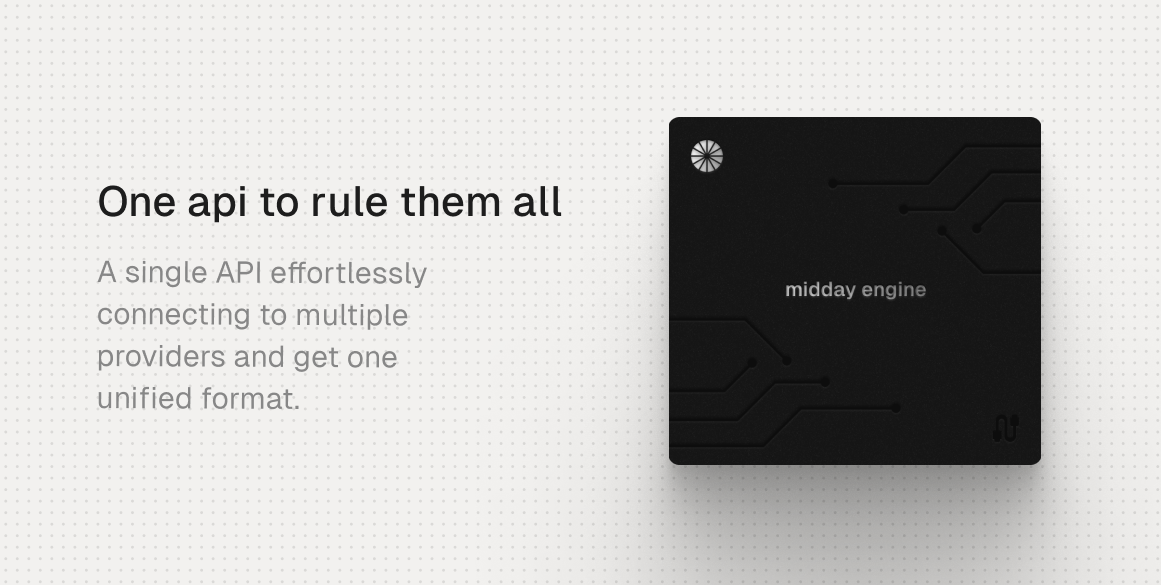 One api to rule them all
A single API effortlessly
connecting to multiple
providers and get one
unified format.
midday engine